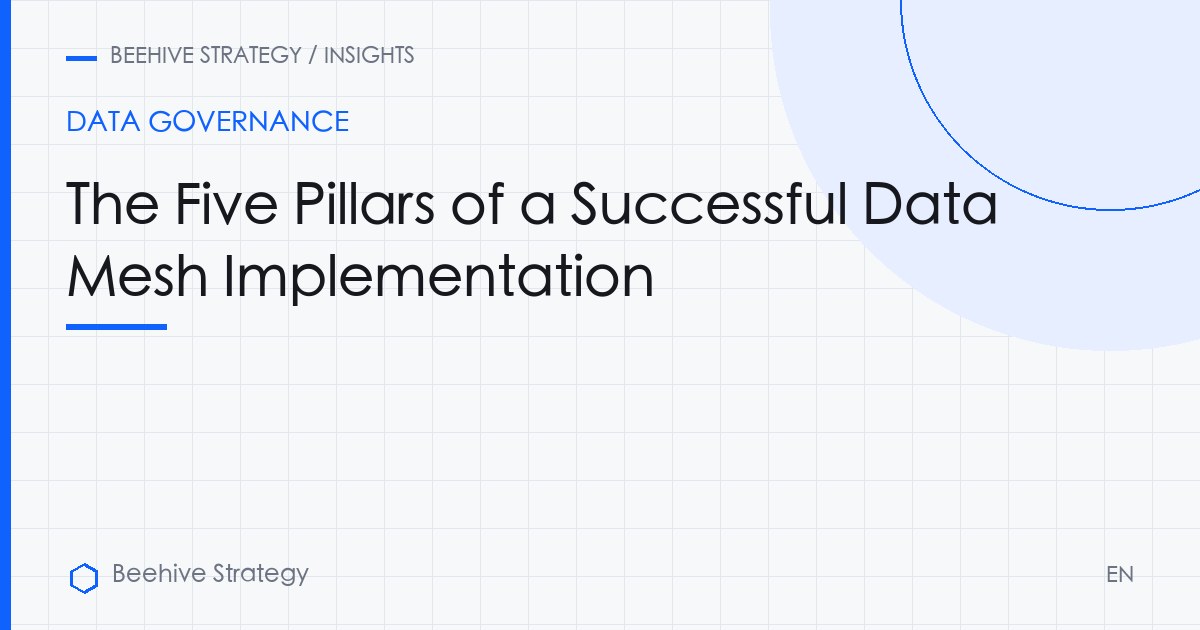 BEEHIVE STRATEGY / INSIGHTS
DATA GOVERNANCE
The Five Pillars of a Successful Data
Mesh Implementation
Beehive Strategy
EN